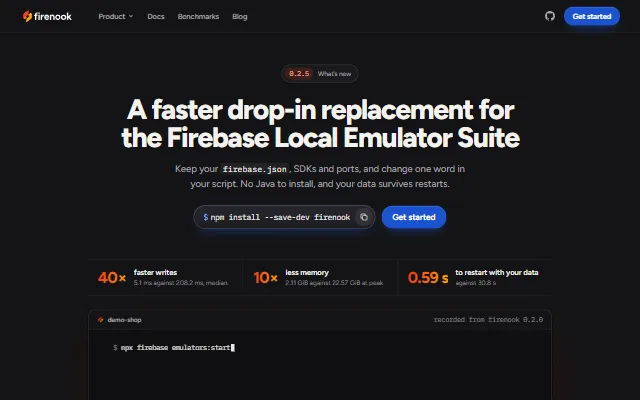 firenook
Product Docs Benchmarks Blog Get started
0.2.5 What's new
A faster drop-in replacement for
the Firebase Local Emulator Suite
Keep your firebase.json, SDKs and ports, and change one word in
your script. No Java to install, and your data survives restarts.
$ npm install --save-dev firenook Get started
40× faster writes
5.1 ms against 208.2 ms, median
10× less memory
2.11 GiB against 22.57 GiB at peak
0.59 s to restart with your data
against 30.8 s
demo-shop recorded from firenook 0.2.0
$ npx firebase emulators:start